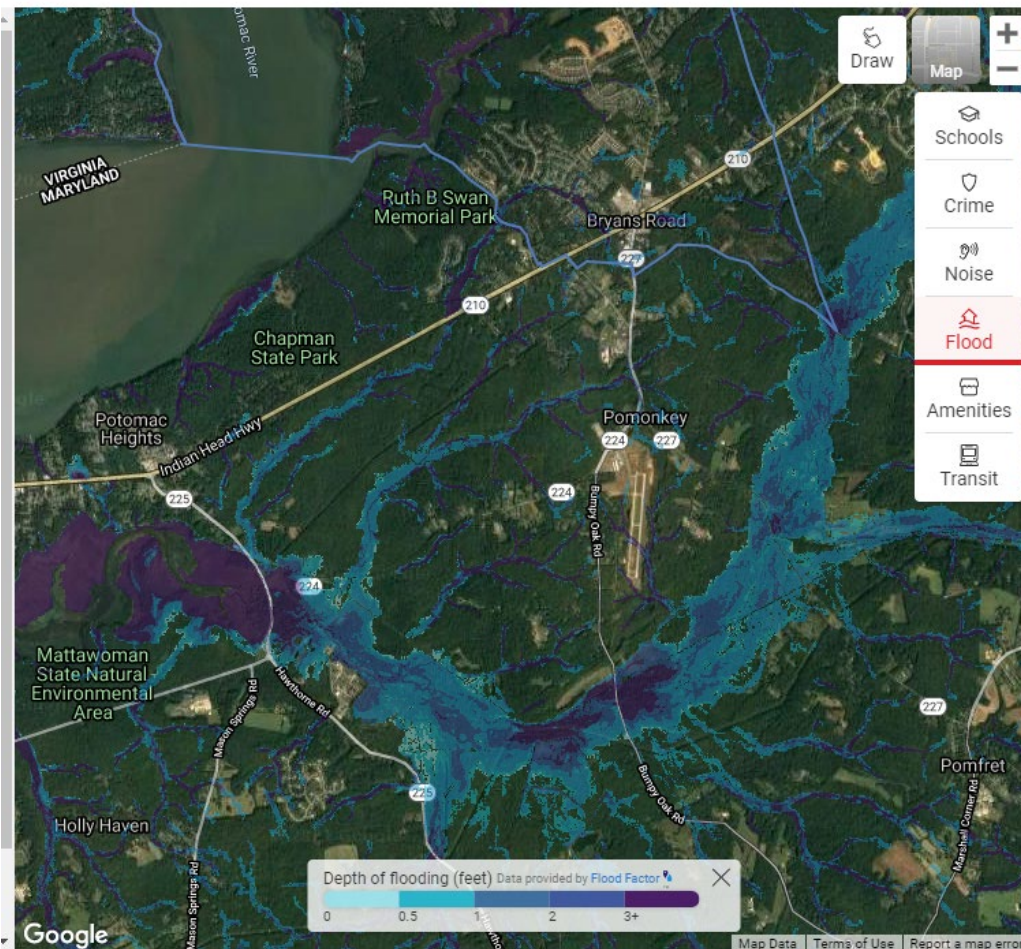 omac River
Draw
Map
+
−
Schools
Crime
Noise
Flood
Amenities
Transit
VIRGINIA
MARYLAND
210
Ruth B Swan
Memorial Park
Bryans Road
227
210
Chapman
State Park
Potomac
Heights
Indian Head Hwy
Pomonkey
224
227
225
224
Bumpy Oak Rd
224
Mattawoman
State Natural
Environmental
Area
Hawthorne Rd
Mason Springs Rd
227
Pomfret
225
Bumpy Oak Rd
Holly Haven
Marshall Corner Rd
Mason Springs Rd
Hawtho
Depth of flooding (feet) Data provided by Flood Factor
0 0.5 1 2 3+
Google
Map Data Terms of Use Report a map erro